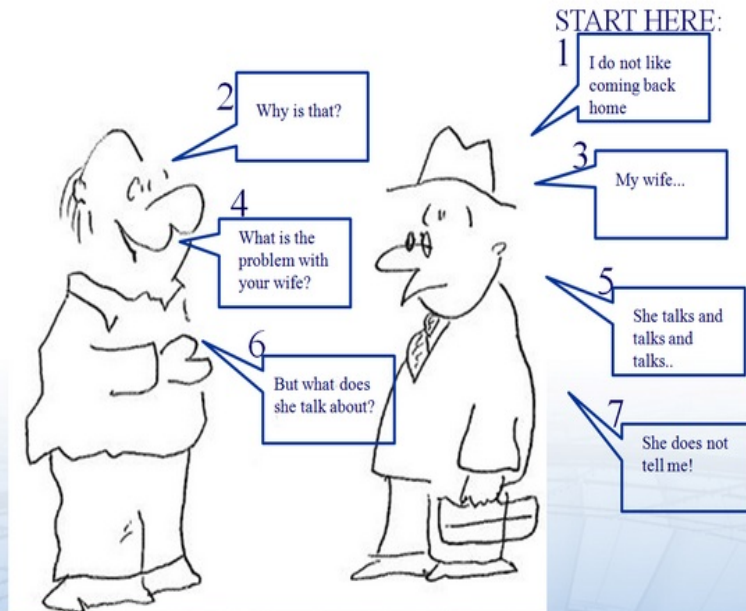 START HERE:
1
I do not like
coming back
home
2
Why is that?
3
My wife...
4
What is the
problem with
your wife?
5
She talks and
talks and
talks..
6
But what does
she talk about?
7
She does not
tell me!